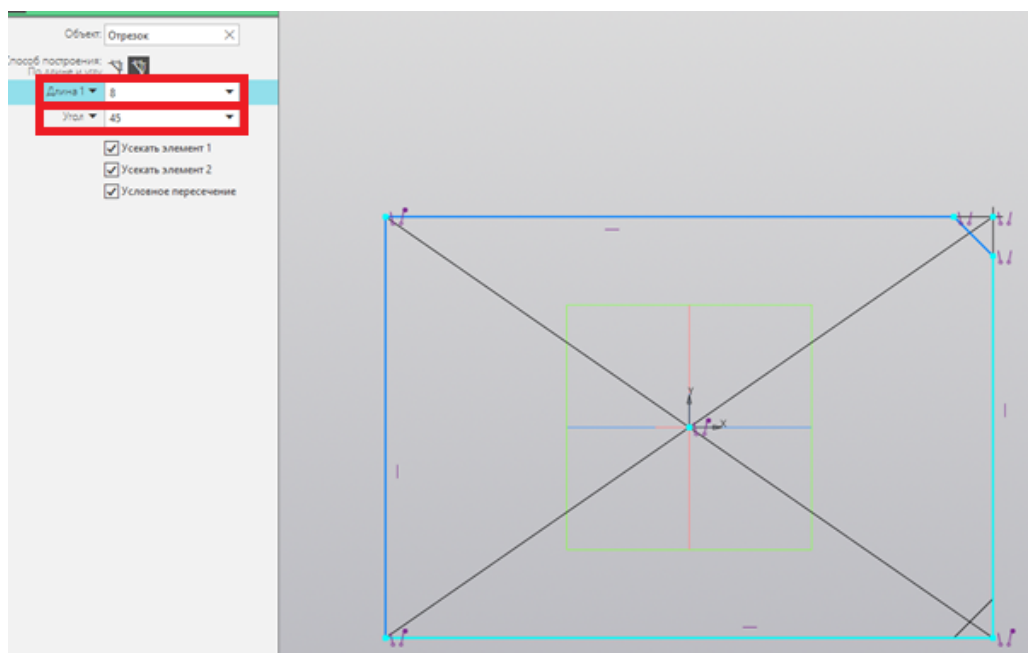 Объект: Отрезок
Способ построения:
По длине и углу
Длина 1 8
Угол 45
Усекать элемент 1
Усекать элемент 2
Условное пересечение
Y
X